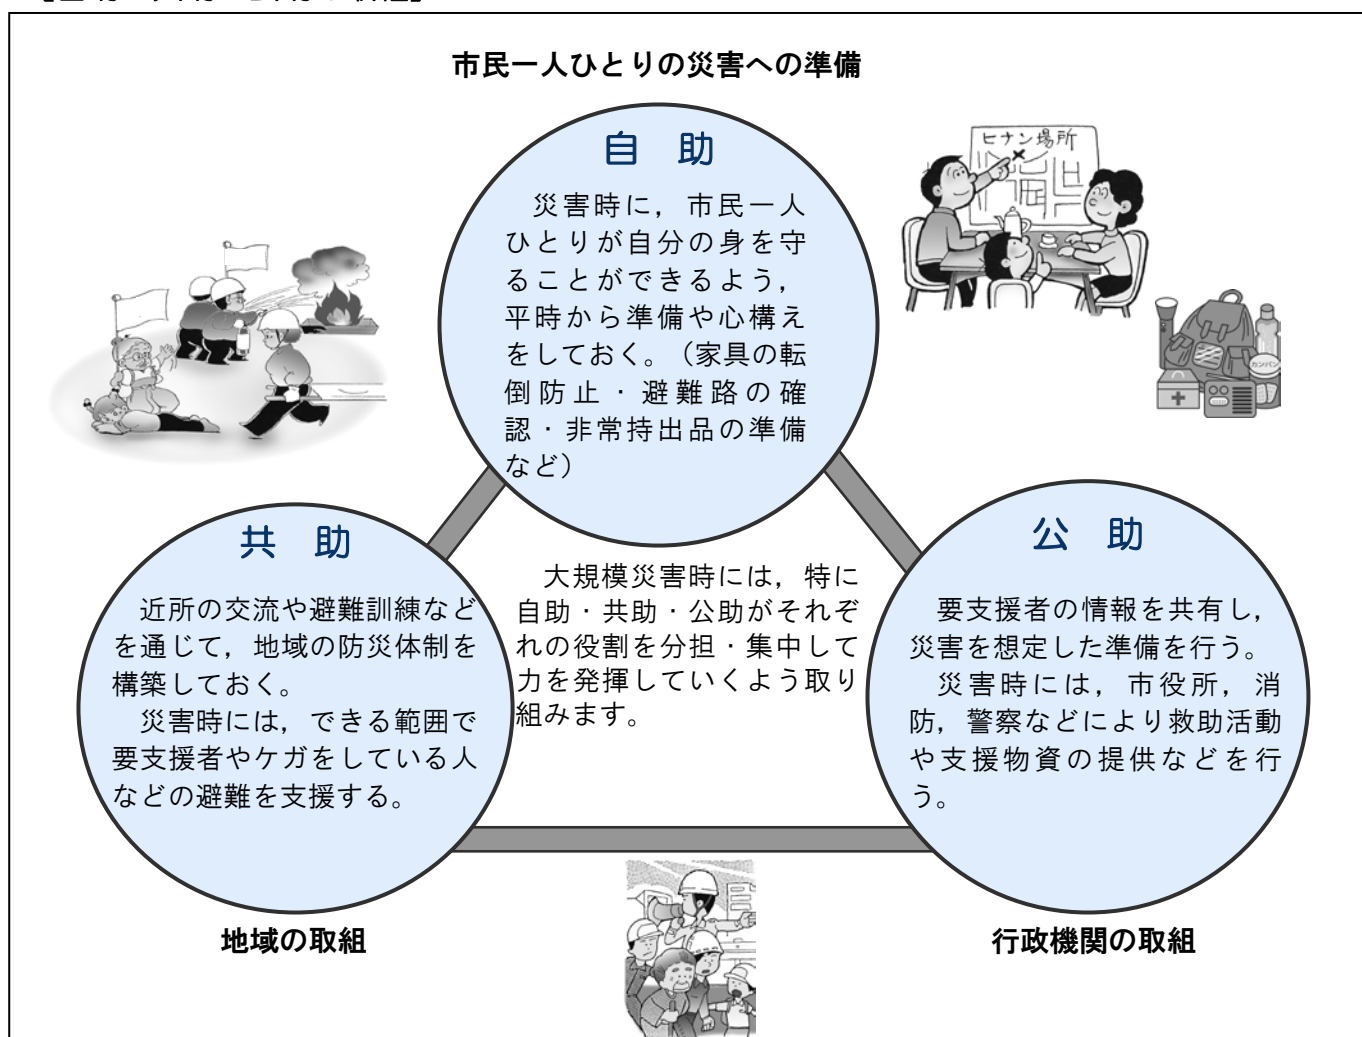 市民一人ひとりの災害への準備
自 助
災害時に，市民一人
ひとりが自分の身を守
ることができるよう，
平時から準備や心構え
をしておく。（家具の転
倒防止・避難路の確
認・非常持出品の準備
など）
ヒナン場所
カンパン
共 助
近所の交流や避難訓練など
を通じて，地域の防災体制を
構築しておく。
災害時には，できる範囲で
要支援者やケガをしている人
などの避難を支援する。
大規模災害時には，特に
自助・共助・公助がそれぞ
れの役割を分担・集中して
力を発揮していくよう取り
組みます。
公 助
要支援者の情報を共有し，
災害を想定した準備を行う。
災害時には，市役所，消
防，警察などにより救助活動
や支援物資の提供などを行
う。
地域の取組
行政機関の取組